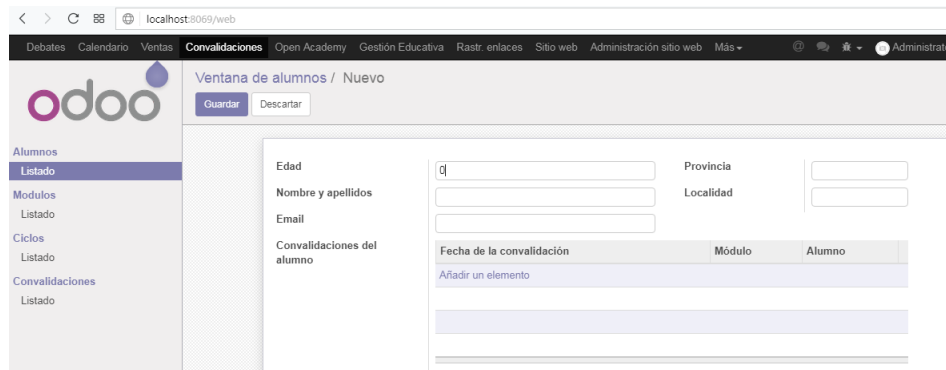 localhost:8069/web
Debates Calendario Ventas Convalidaciones Open Academy Gestión Educativa Rastr. enlaces Sitio web Administración sitio web Más @ Administrat
odoo
Ventana de alumnos / Nuevo
Guardar Descartar
Alumnos
Listado
Modulos
Listado
Ciclos
Listado
Convalidaciones
Listado
Edad 0 Provincia
Nombre y apellidos Localidad
Email
Convalidaciones del
alumno
Fecha de la convalidación Módulo Alumno
Añadir un elemento